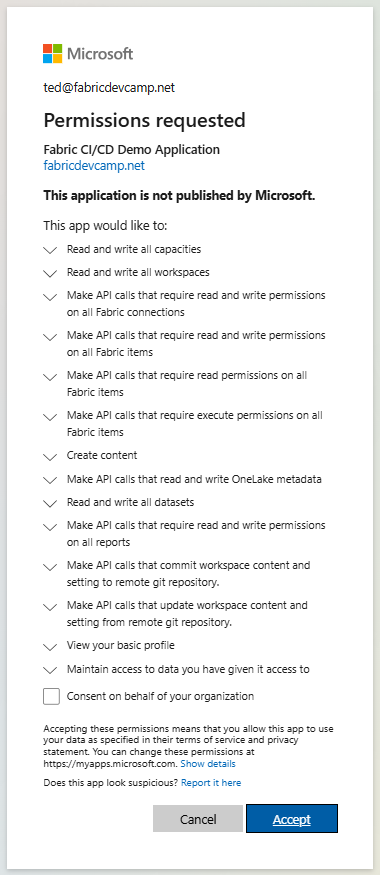 Microsoft
ted@fabricdevcamp.net
Permissions requested
Fabric CI/CD Demo Application
fabricdevcamp.net
This application is not published by Microsoft.
This app would like to:
Read and write all capacities
Read and write all workspaces
Make API calls that require read and write permissions
on all Fabric connections
Make API calls that require read and write permissions
on all Fabric items
Make API calls that require read permissions on all
Fabric items
Make API calls that require execute permissions on all
Fabric items
Create content
Make API calls that read and write OneLake metadata
Read and write all datasets
Make API calls that require read and write permissions
on all reports
Make API calls that commit workspace content and
setting to remote git repository.
Make API calls that update workspace content and
setting from remote git repository.
View your basic profile
Maintain access to data you have given it access to
Consent on behalf of your organization
Accepting these permissions means that you allow this app to use
your data as specified in their terms of service and privacy
statement. You can change these permissions at
https://myapps.microsoft.com. Show details
Does this app look suspicious? Report it here
Cancel Accept